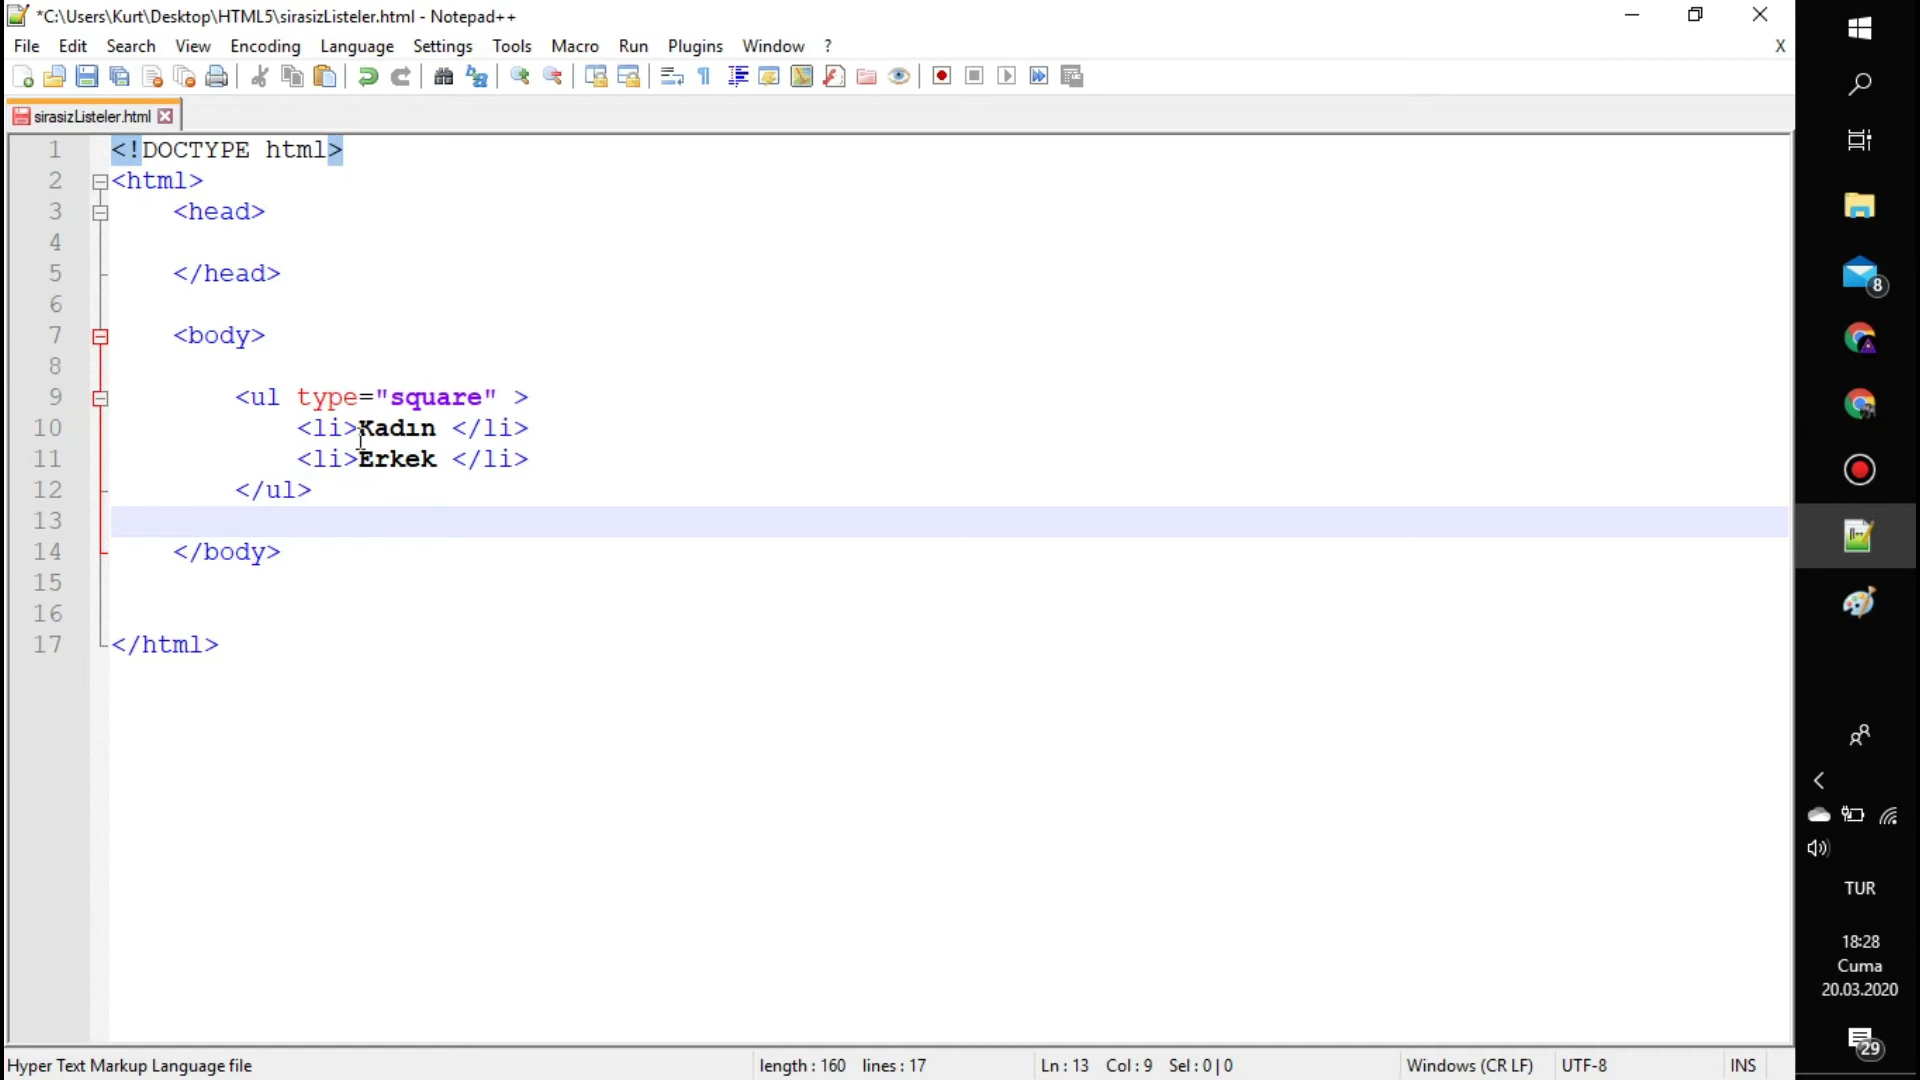 *C:\Users\Kurt\Desktop\HTML5\sirasizListeler.html - Notepad++
File Edit Search View Encoding Language Settings Tools Macro Run Plugins Window ? X
sirasizListeler.html
1 <!DOCTYPE html>
2 <html>
3 <head>
4
5 </head>
6
7 <body>
8
9 <ul type="square" >
10 <li>Kadın </li>
11 <li>Erkek </li>
12 </ul>
13
14 </body>
15
16
17 </html>
Hyper Text Markup Language file length : 160 lines : 17 Ln : 13 Col : 9 Sel : 0 | 0 Windows (CR LF) UTF-8 INS
8
TUR
18:28
Cuma
20.03.2020
29